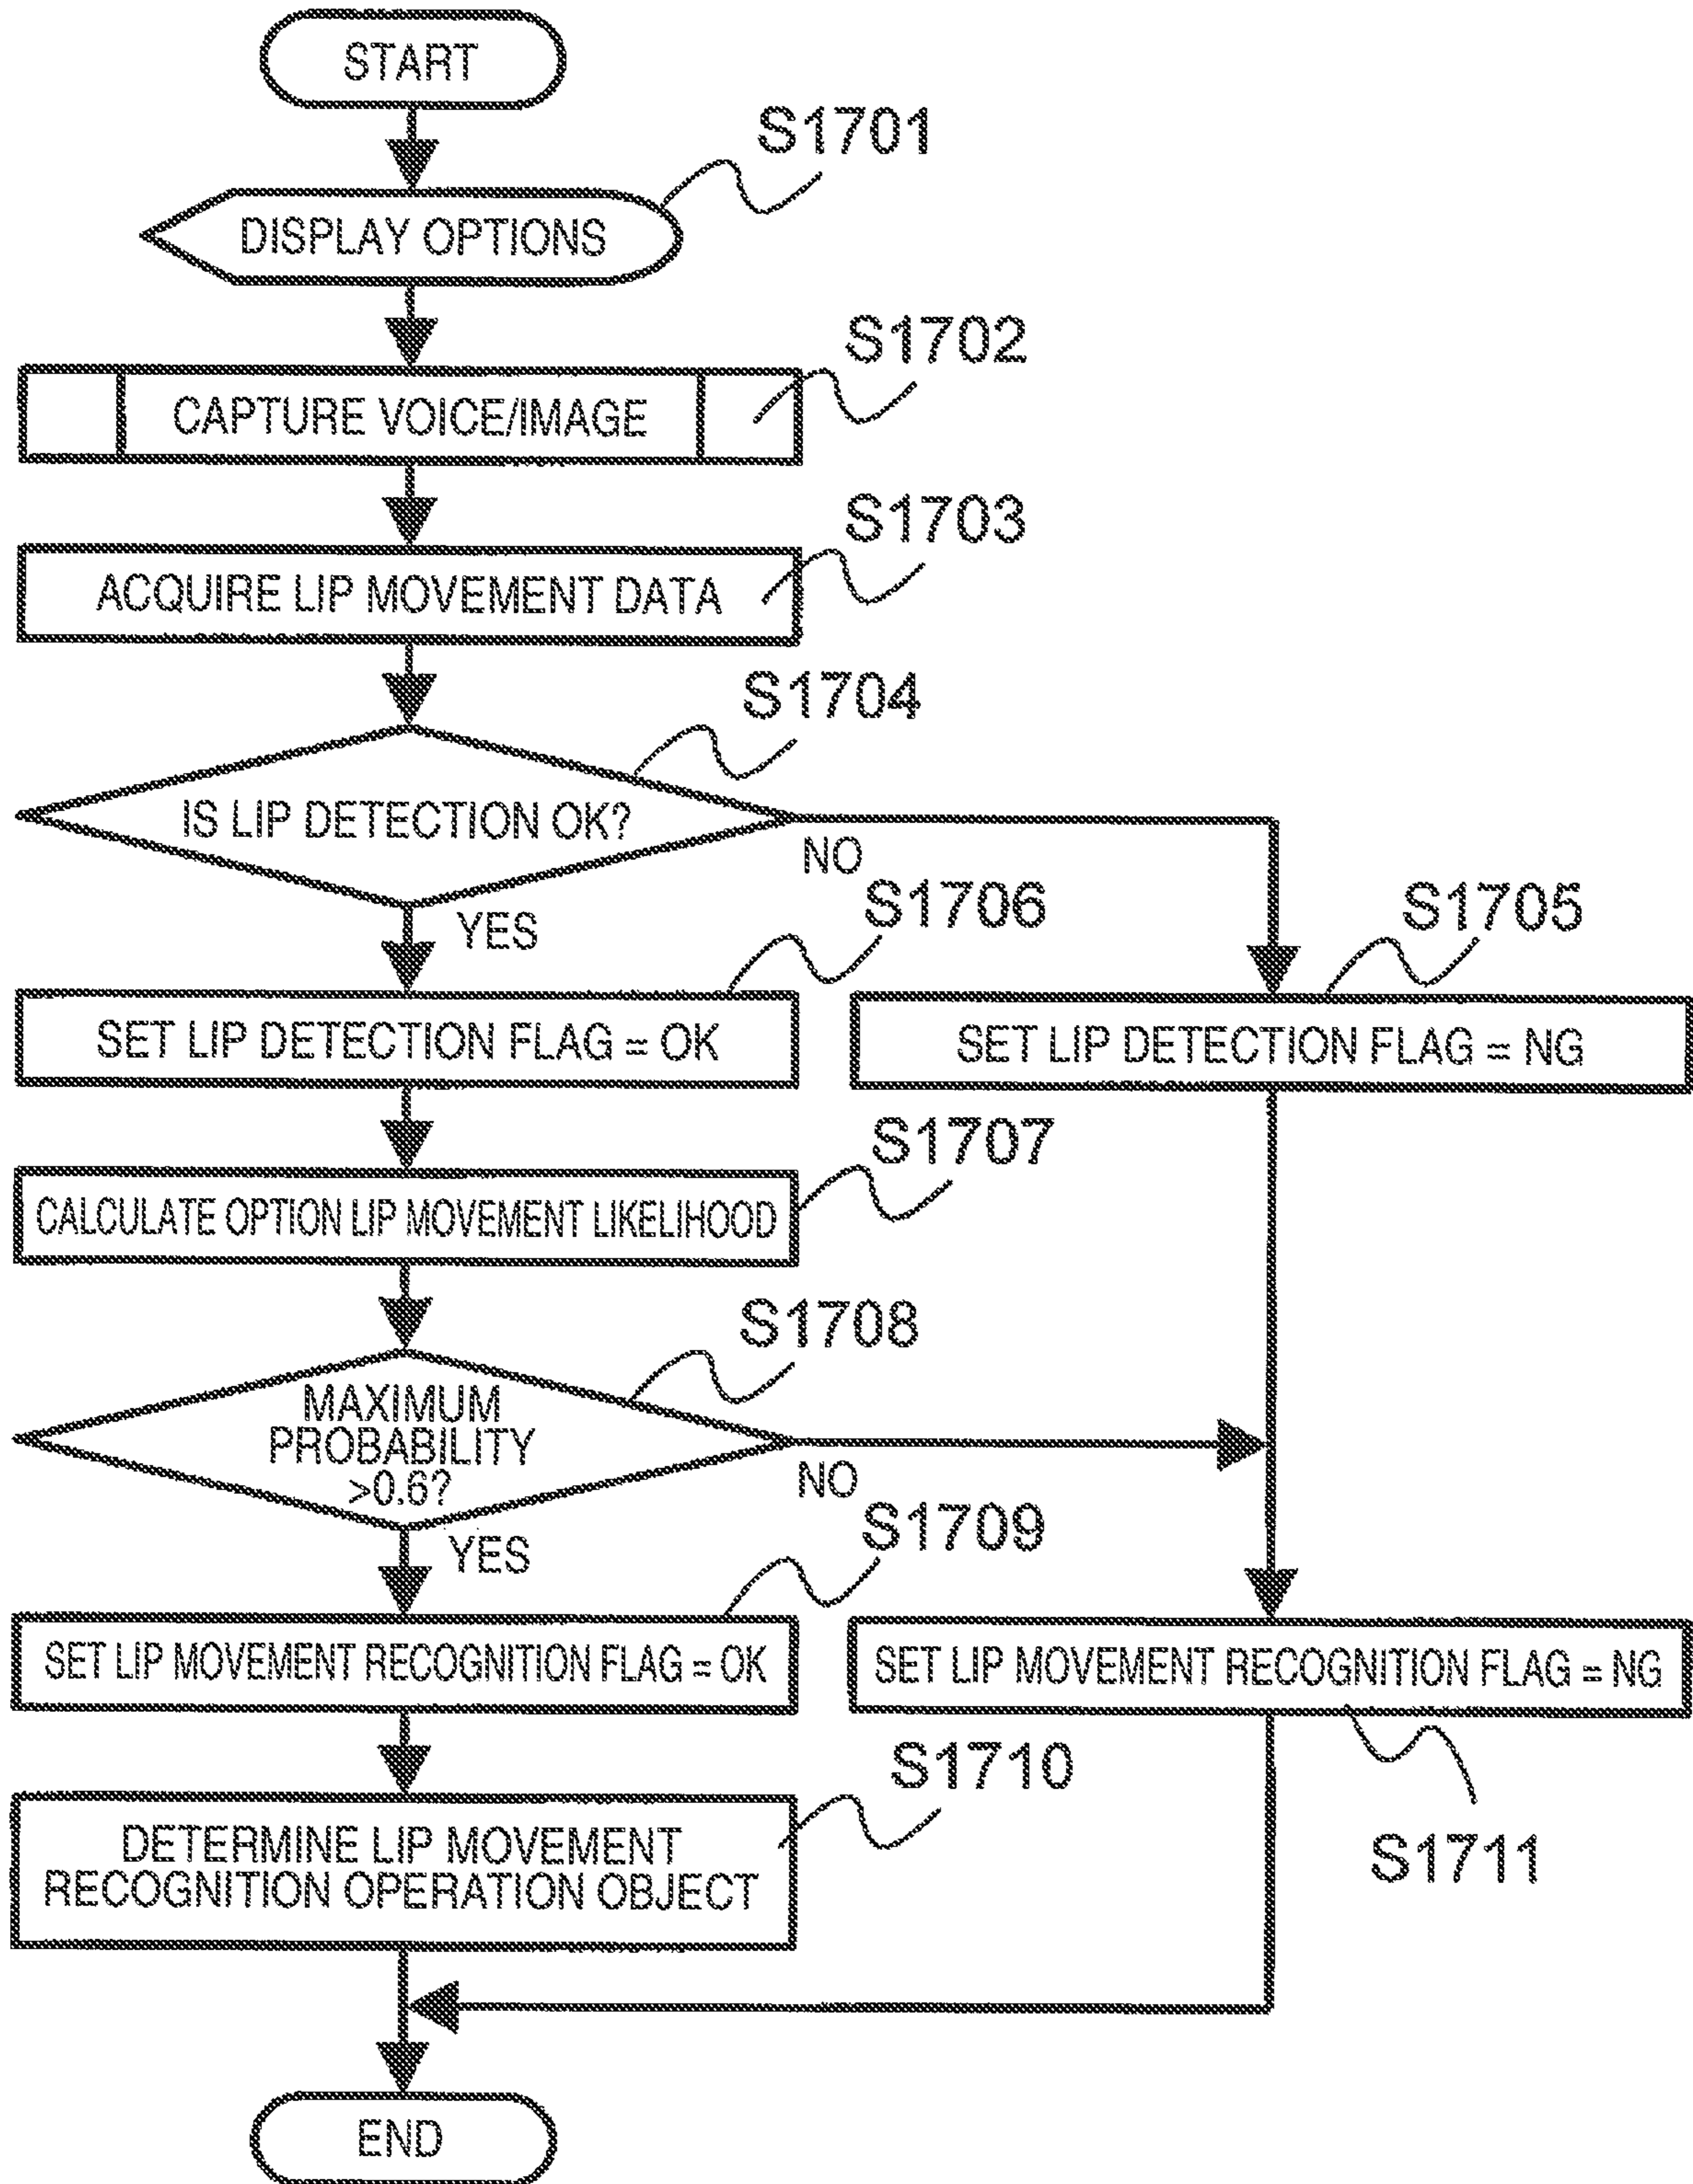 START
S1701
DISPLAY OPTIONS
S1702
CAPTURE VOICE/IMAGE
S1703
ACQUIRE LIP MOVEMENT DATA
S1704
IS LIP DETECTION OK?
NO
YES
S1706
S1705
SET LIP DETECTION FLAG = OK
SET LIP DETECTION FLAG = NG
S1707
CALCULATE OPTION LIP MOVEMENT LIKELIHOOD
S1708
MAXIMUM
PROBABILITY
>0.6?
NO
YES
S1709
SET LIP MOVEMENT RECOGNITION FLAG = OK
SET LIP MOVEMENT RECOGNITION FLAG = NG
S1710
S1711
DETERMINE LIP MOVEMENT
RECOGNITION OPERATION OBJECT
END